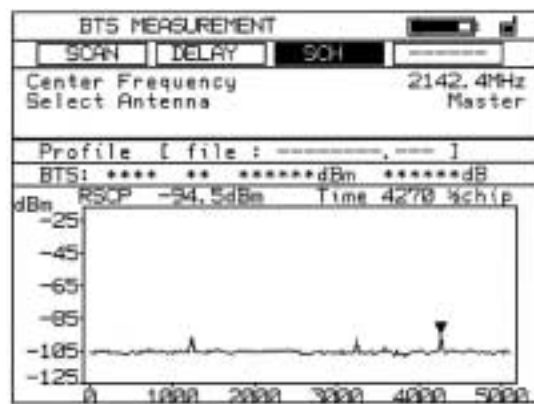 BTS MEASUREMENT
SCAN DELAY SCH ------
Center Frequency 2142.4MHz
Select Antenna Master
Profile [ file : --------.--- ]
BTS: **** ** ******dBm ******dB
dBm RSCP -94.5dBm Time 4270 ½chip
-25
-45
-65
-85
-105
-125
0 1000 2000 3000 4000 5000